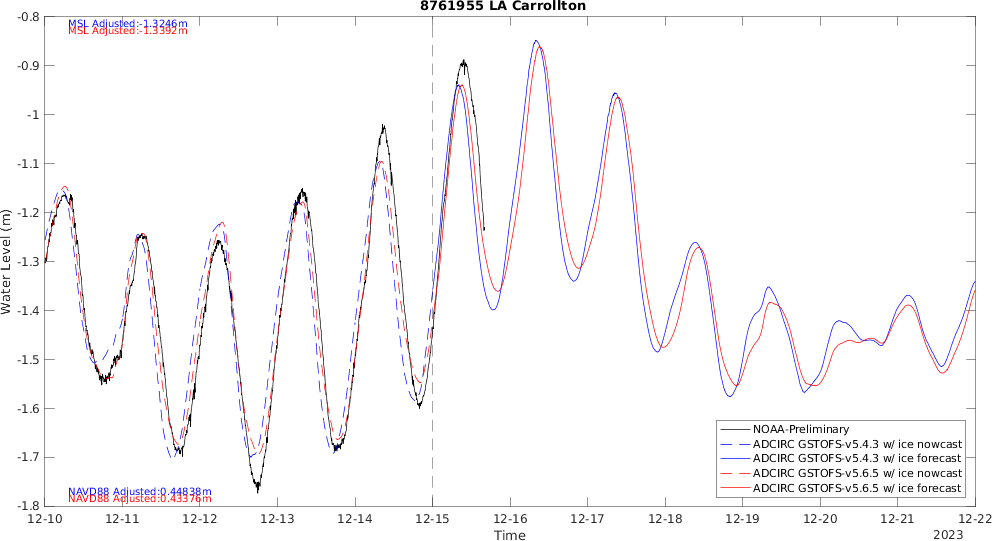 8761955 LA Carrollton
MSL Adjusted:-1.3246m
MSL Adjusted:-1.3392m
-0.8
-0.9
-1
-1.1
-1.2
-1.3
-1.4
-1.5
-1.6
-1.7
-1.8
Water Level (m)
NOAA-Preliminary
ADCIRC GSTOFS-v5.4.3 w/ ice nowcast
ADCIRC GSTOFS-v5.4.3 w/ ice forecast
ADCIRC GSTOFS-v5.6.5 w/ ice nowcast
ADCIRC GSTOFS-v5.6.5 w/ ice forecast
NAVD88 Adjusted:0.44838m
NAVD88 Adjusted:0.43376m
12-10 12-11 12-12 12-13 12-14 12-15 12-16 12-17 12-18 12-19 12-20 12-21 12-22
Time
2023